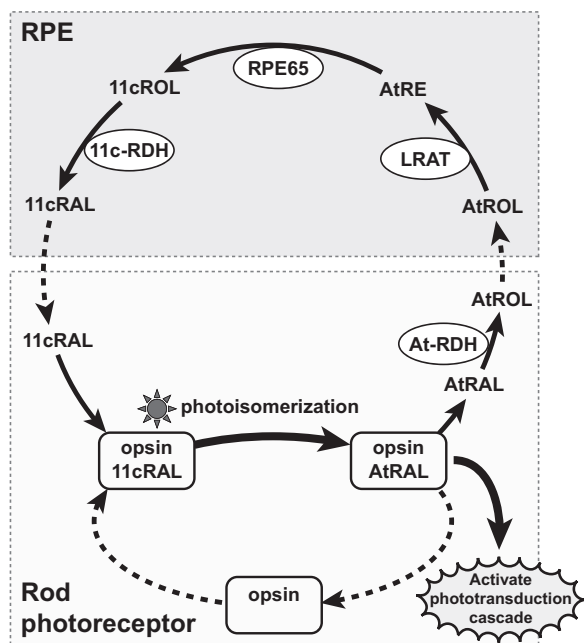 RPE
RPE65
11cROL
AtRE
11c-RDH
LRAT
11cRAL
AtROL
AtROL
11cRAL
At-RDH
AtRAL
photoisomerization
opsin
11cRAL
opsin
AtRAL
opsin
Activate
phototransduction
cascade
Rod
photoreceptor